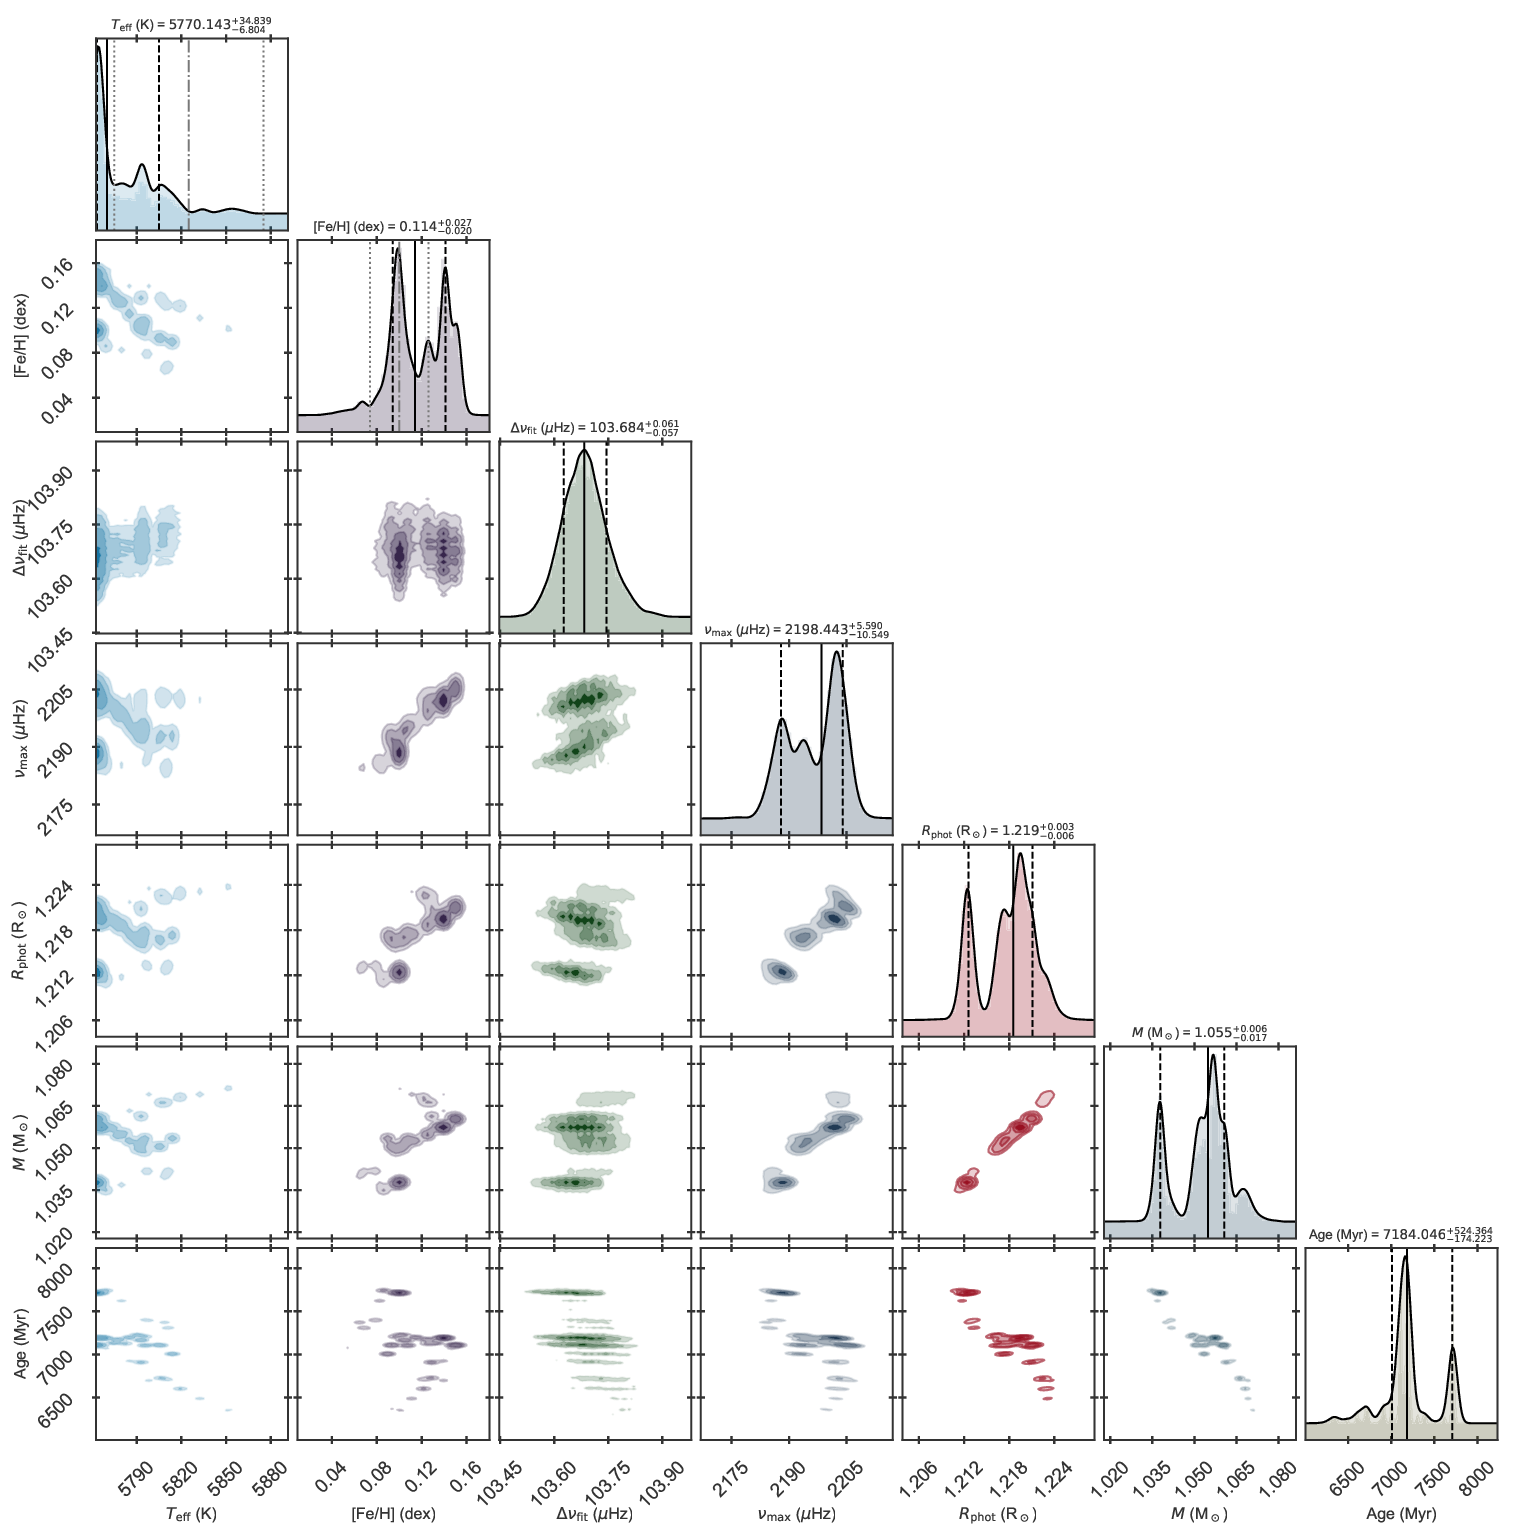 T_eff (K) = 5770.143 +34.839 −6.804
[Fe/H] (dex) = 0.114 +0.027 −0.020
0.16
0.12
0.08
0.04
[Fe/H] (dex)
Δν_fit (μHz) = 103.684 +0.061 −0.057
103.90
103.75
103.60
103.45
Δν_fit (μHz)
ν_max (μHz) = 2198.443 +5.590 −10.549
2205
2190
2175
ν_max (μHz)
R_phot (R⊙) = 1.219 +0.003 −0.006
1.224
1.218
1.212
1.206
R_phot (R⊙)
M (M⊙) = 1.055 +0.006 −0.017
1.080
1.065
1.050
1.035
1.020
M (M⊙)
Age (Myr) = 7184.046 +524.364 −174.223
8000
7500
7000
6500
Age (Myr)
5790 5820 5850 5880 0.04 0.08 0.12 0.16 103.45 103.60 103.75 103.90 2175 2190 2205 1.206 1.212 1.218 1.224 1.020 1.035 1.050 1.065 1.080 6500 7000 7500 8000
T_eff (K) [Fe/H] (dex) Δν_fit (μHz) ν_max (μHz) R_phot (R⊙) M (M⊙) Age (Myr)